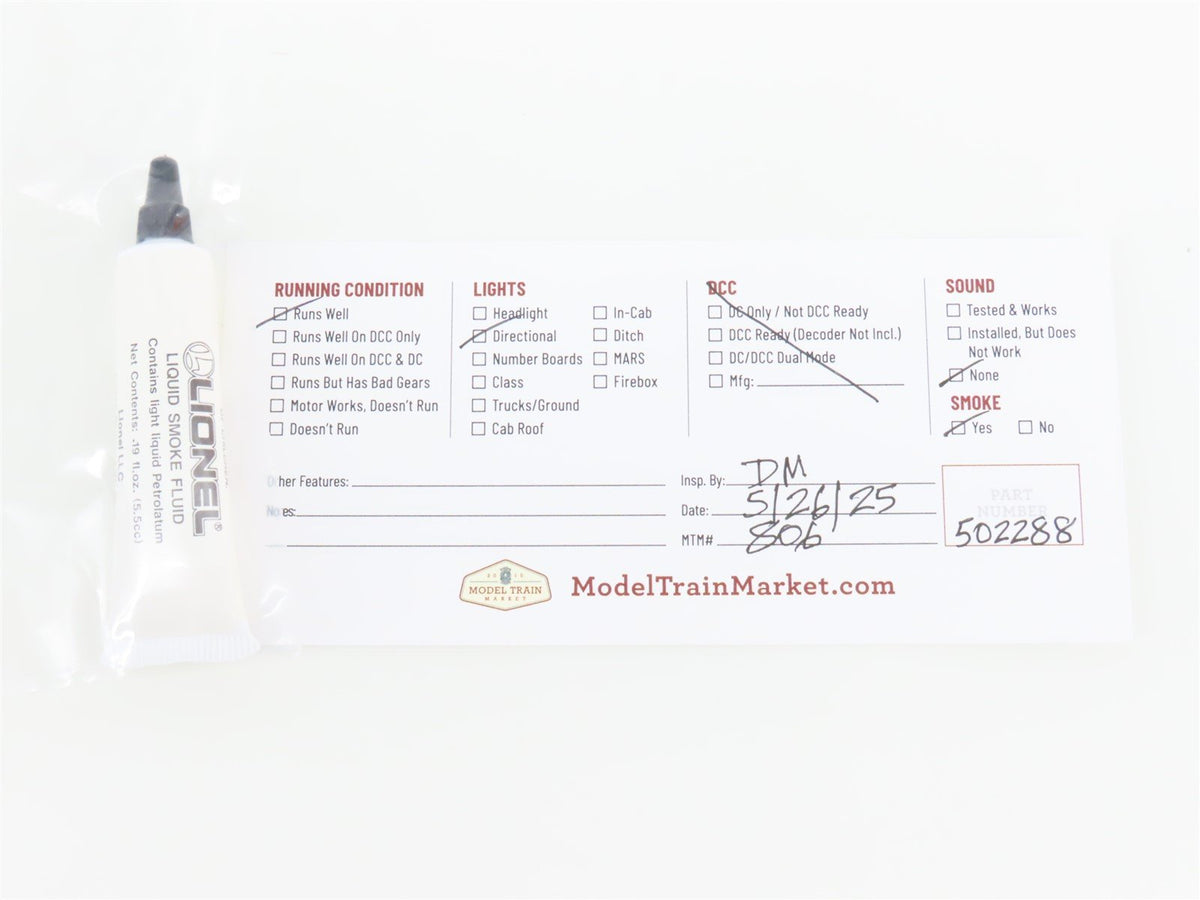 LIONEL®
LIQUID SMOKE FLUID
Contains light liquid Petrolatum
Net Contents: .19 fl.oz. (5.5cc)
Lionel LLC
RUNNING CONDITION
Runs Well
Runs Well On DCC Only
Runs Well On DCC & DC
Runs But Has Bad Gears
Motor Works, Doesn't Run
Doesn't Run
LIGHTS
Headlight
Directional
Number Boards
Class
Trucks/Ground
Cab Roof
In-Cab
Ditch
MARS
Firebox
DCC
DC Only / Not DCC Ready
DCC Ready (Decoder Not Incl.)
DC/DCC Dual Mode
Mfg:
SOUND
Tested & Works
Installed, But Does
Not Work
None
SMOKE
Yes
No
Other Features:
Notes:
Insp. By: DM
Date: 5/26/25
MTM# 806
PART
NUMBER
502288
2015
MODEL TRAIN
MARKET
ModelTrainMarket.com